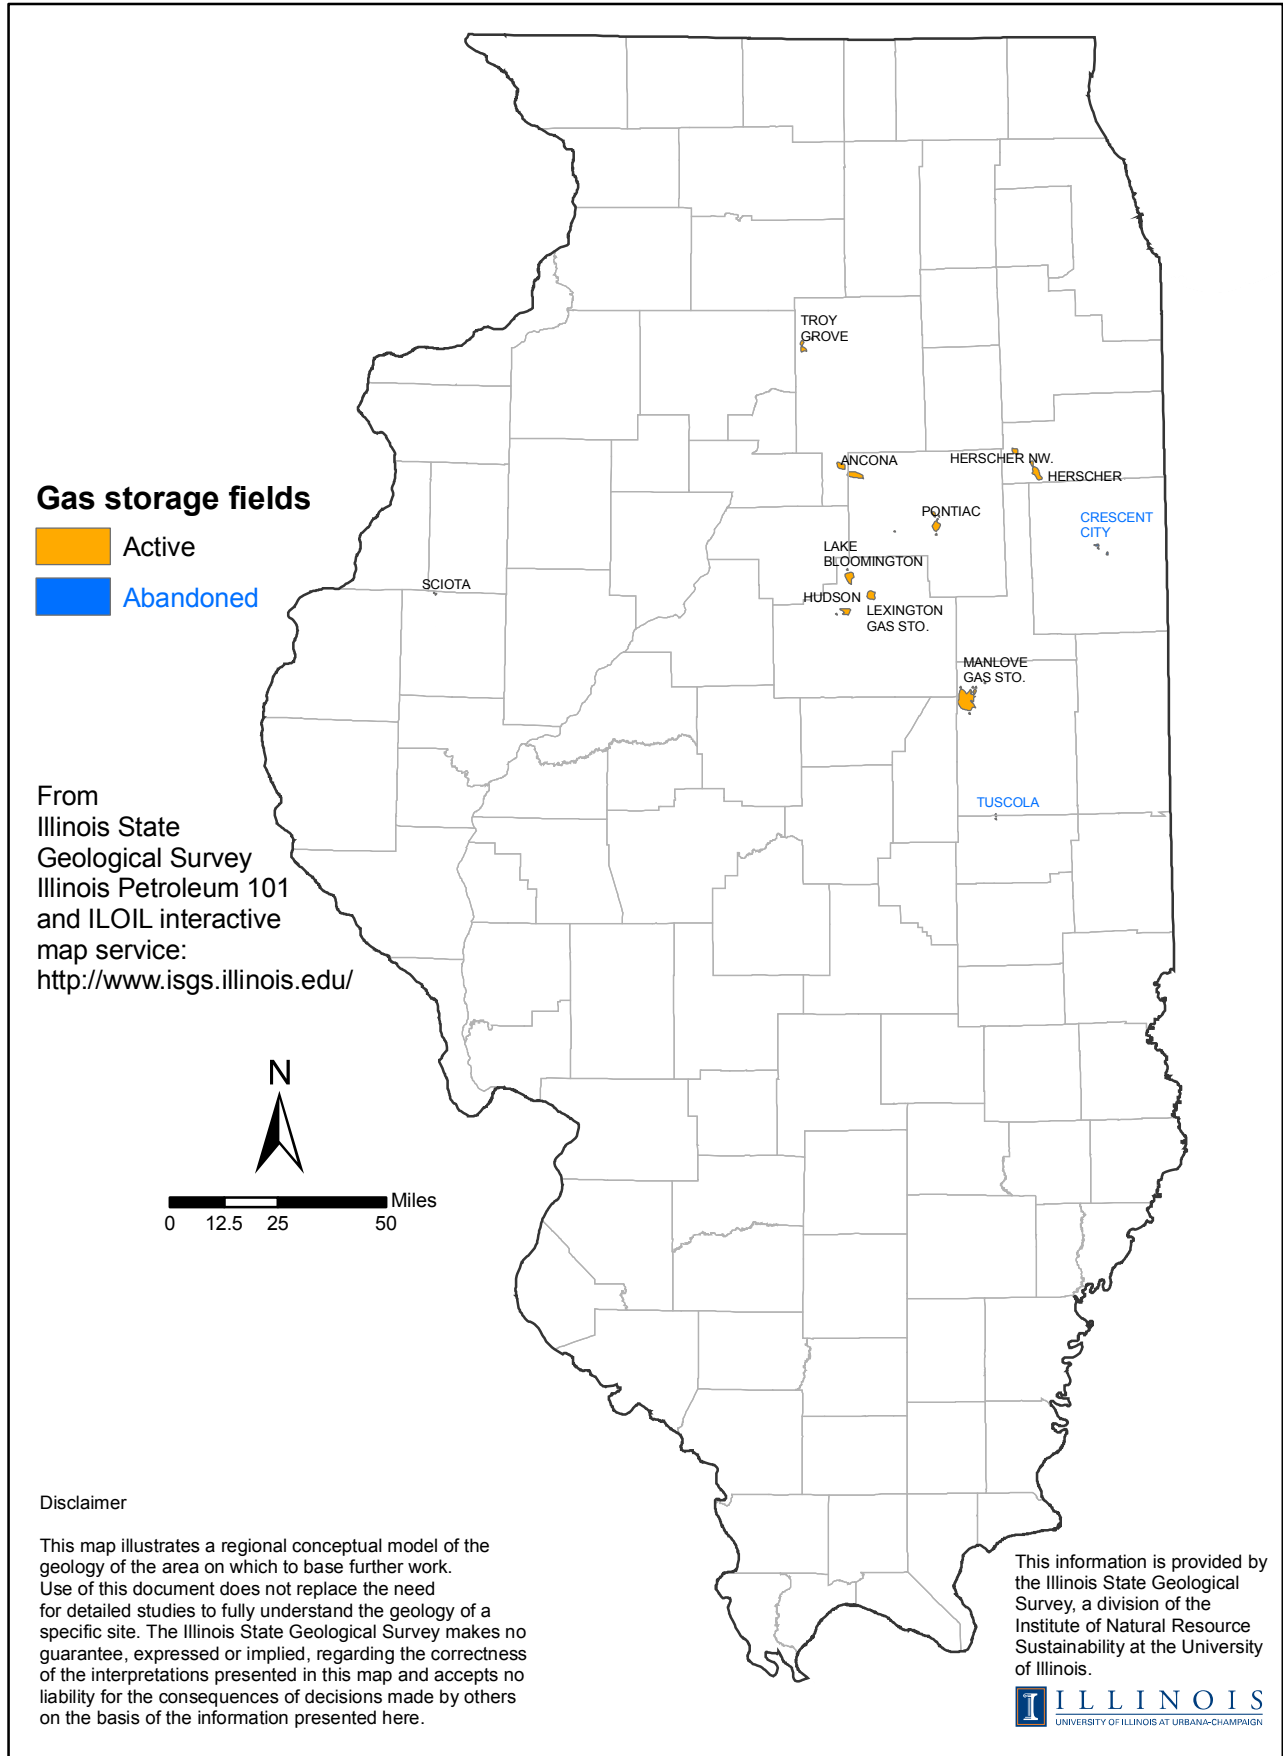 TROY
GROVE
ANCONA
HERSCHER NW.
HERSCHER
Gas storage fields
Active
Abandoned
PONTIAC
CRESCENT
CITY
LAKE
BLOOMINGTON
SCIOTA
HUDSON
LEXINGTON
GAS STO.
MANLOVE
GAS STO.
TUSCOLA
From
Illinois State
Geological Survey
Illinois Petroleum 101
and ILOIL interactive
map service:
http://www.isgs.illinois.edu/
N
Miles
0 12.5 25 50
Disclaimer
This map illustrates a regional conceptual model of the
geology of the area on which to base further work.
Use of this document does not replace the need
for detailed studies to fully understand the geology of a
specific site. The Illinois State Geological Survey makes no
guarantee, expressed or implied, regarding the correctness
of the interpretations presented in this map and accepts no
liability for the consequences of decisions made by others
on the basis of the information presented here.
This information is provided by
the Illinois State Geological
Survey, a division of the
Institute of Natural Resource
Sustainability at the University
of Illinois.
I ILLINOIS
UNIVERSITY OF ILLINOIS AT URBANA-CHAMPAIGN